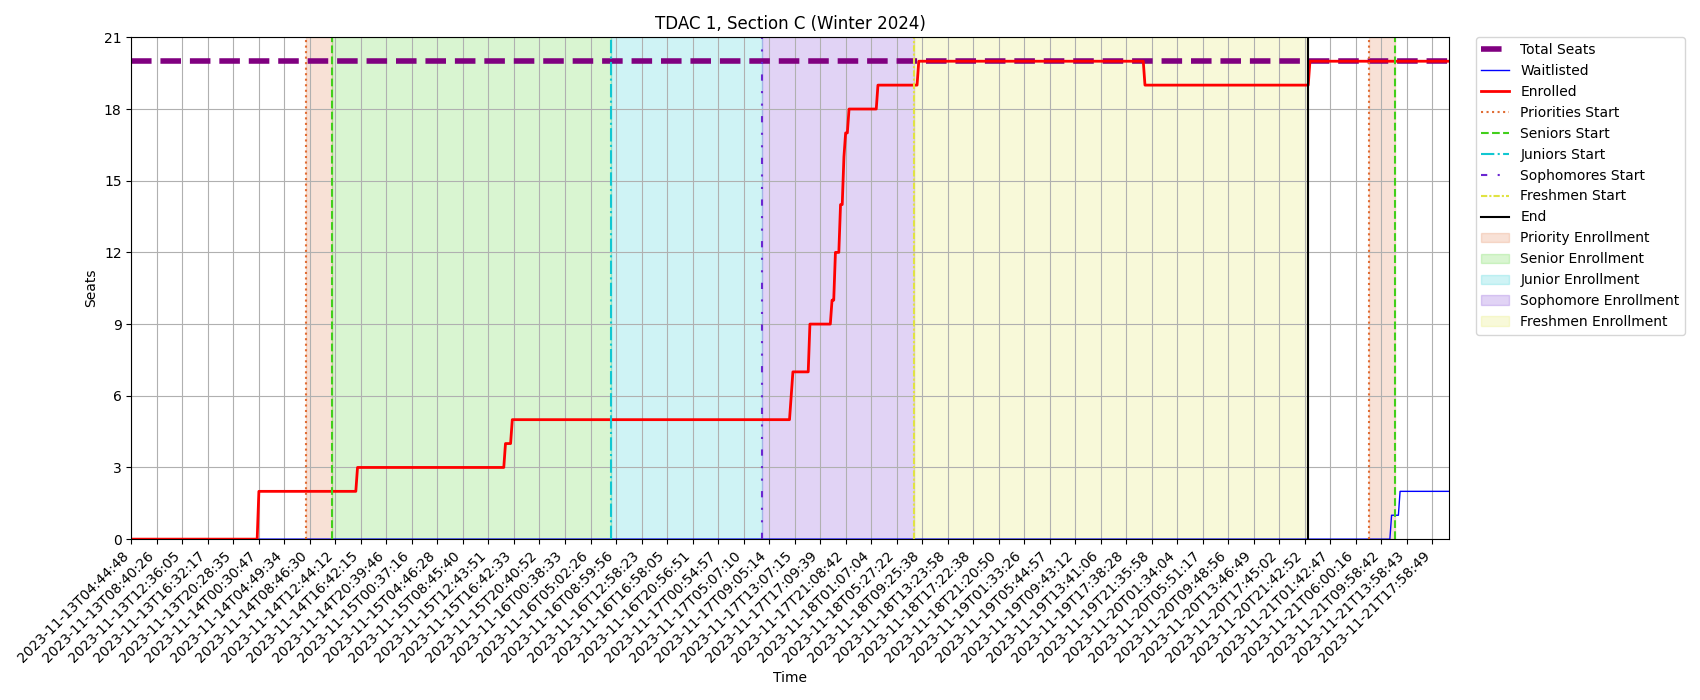 TDAC 1, Section C (Winter 2024)
21
18
15
12
9
6
3
0
Seats
2023-11-13T04:44:48
2023-11-13T08:40:26
2023-11-13T12:36:05
2023-11-13T16:32:17
2023-11-13T20:28:35
2023-11-14T00:30:47
2023-11-14T04:49:34
2023-11-14T08:46:30
2023-11-14T12:44:12
2023-11-14T16:42:15
2023-11-14T20:39:46
2023-11-15T00:37:16
2023-11-15T04:46:28
2023-11-15T08:45:40
2023-11-15T12:43:51
2023-11-15T16:42:33
2023-11-15T20:40:52
2023-11-16T00:38:33
2023-11-16T05:02:26
2023-11-16T08:59:56
2023-11-16T12:58:23
2023-11-16T16:58:05
2023-11-16T20:56:51
2023-11-17T00:54:57
2023-11-17T05:07:10
2023-11-17T09:05:14
2023-11-17T13:07:15
2023-11-17T17:09:39
2023-11-17T21:08:42
2023-11-18T01:07:04
2023-11-18T05:27:22
2023-11-18T09:25:38
2023-11-18T13:23:58
2023-11-18T17:22:38
2023-11-18T21:20:50
2023-11-19T01:33:26
2023-11-19T05:44:57
2023-11-19T09:43:12
2023-11-19T13:41:06
2023-11-19T17:38:28
2023-11-19T21:35:58
2023-11-20T01:34:04
2023-11-20T05:51:17
2023-11-20T09:48:56
2023-11-20T13:46:49
2023-11-20T17:45:02
2023-11-20T21:42:52
2023-11-21T01:42:47
2023-11-21T06:00:16
2023-11-21T09:58:42
2023-11-21T13:58:43
2023-11-21T17:58:49
Time
Total Seats
Waitlisted
Enrolled
Priorities Start
Seniors Start
Juniors Start
Sophomores Start
Freshmen Start
End
Priority Enrollment
Senior Enrollment
Junior Enrollment
Sophomore Enrollment
Freshmen Enrollment